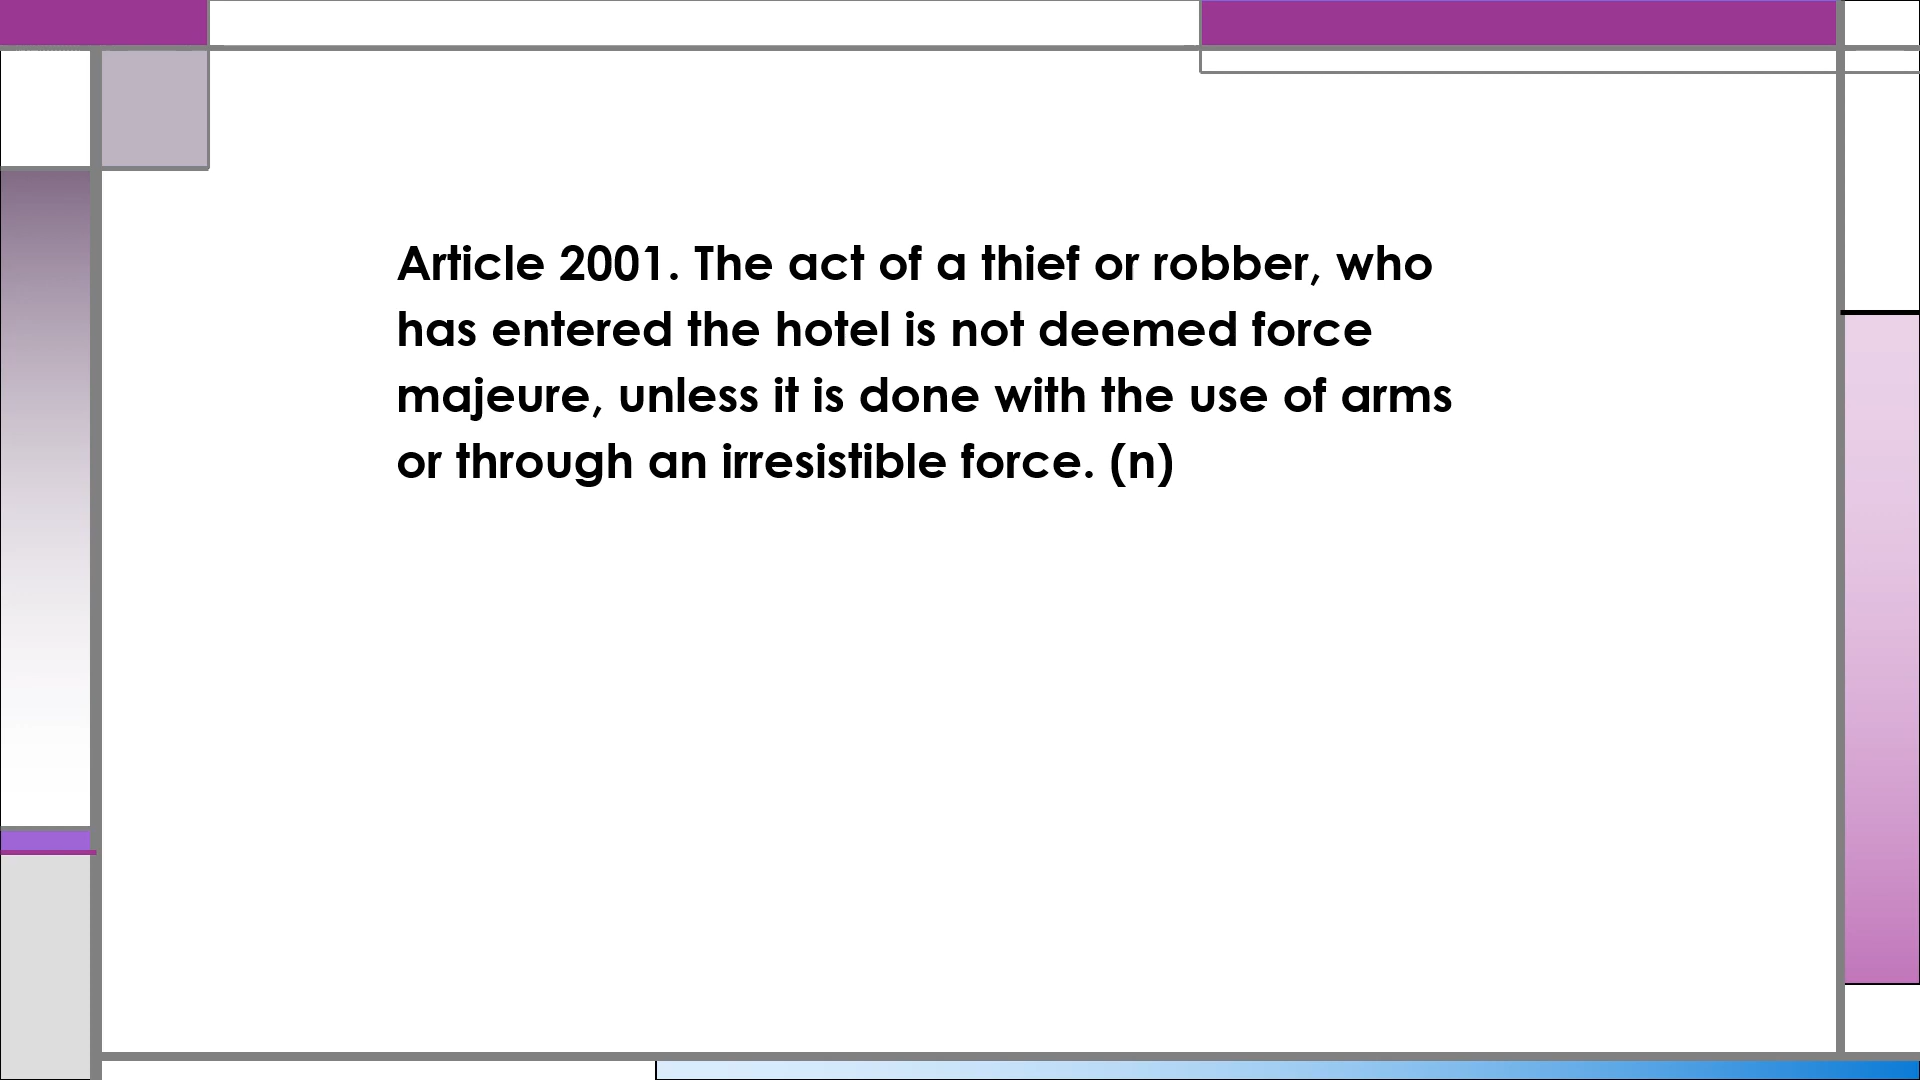 Article 2001. The act of a thief or robber, who
has entered the hotel is not deemed force
majeure, unless it is done with the use of arms
or through an irresistible force. (n)